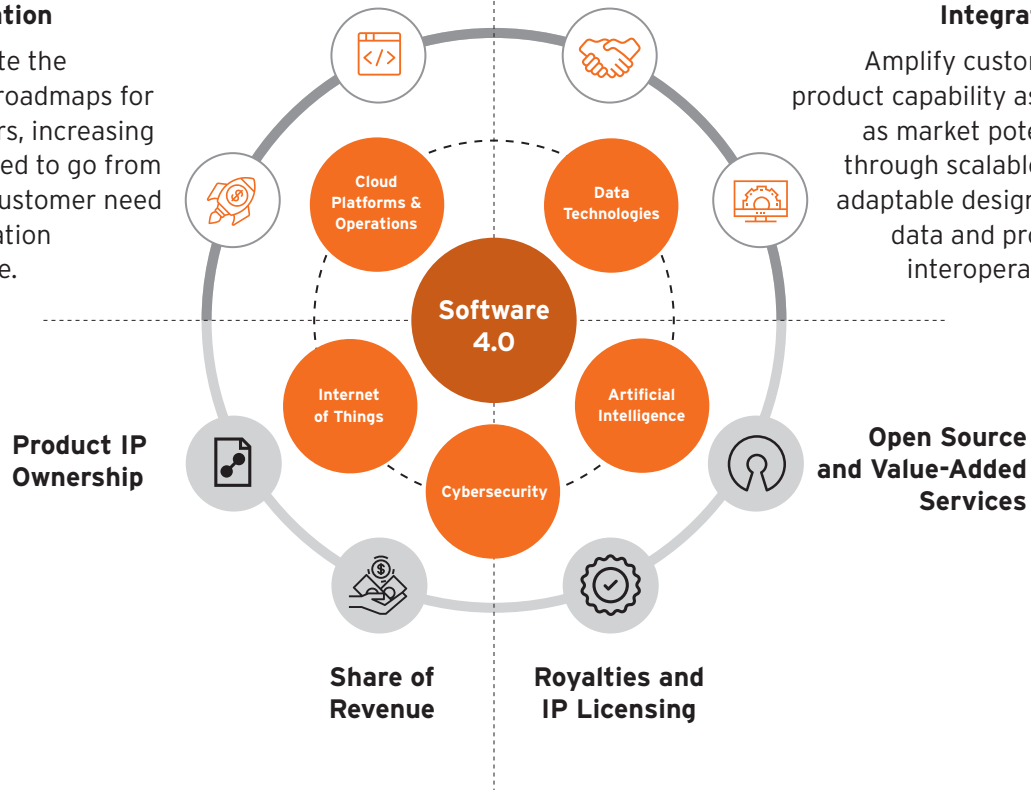 ation
te the
roadmaps for
rs, increasing
ed to go from
ustomer need
ation
e.
Integra
Amplify custo
product capability as
as market pote
through scalable
adaptable design
data and pro
interopera
</>
$
Cloud
Platforms &
Operations
Data
Technologies
Software
4.0
Internet
of Things
Artificial
Intelligence
Cybersecurity
Product IP
Ownership
Open Source
and Value-Added
Services
$
Share of
Revenue
Royalties and
IP Licensing